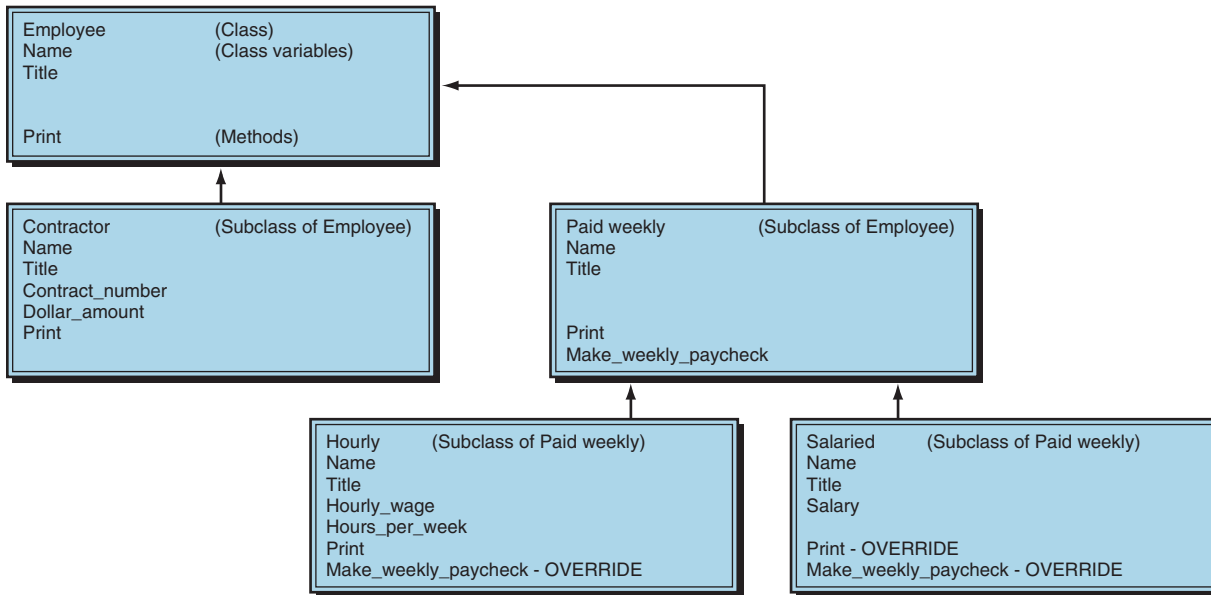 Employee (Class)
Name (Class variables)
Title
Print (Methods)
Contractor (Subclass of Employee)
Name
Title
Contract_number
Dollar_amount
Print
Paid weekly (Subclass of Employee)
Name
Title
Print
Make_weekly_paycheck
Hourly (Subclass of Paid weekly)
Name
Title
Hourly_wage
Hours_per_week
Print
Make_weekly_paycheck - OVERRIDE
Salaried (Subclass of Paid weekly)
Name
Title
Salary
Print - OVERRIDE
Make_weekly_paycheck - OVERRIDE